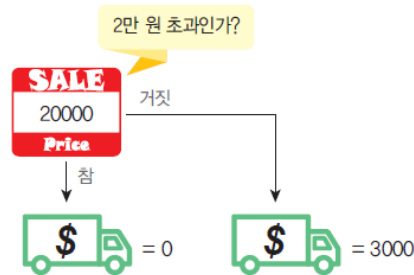 2만 원 초과인가?
SALE
20000
Price
거짓
참
$ = 0
$ = 3000